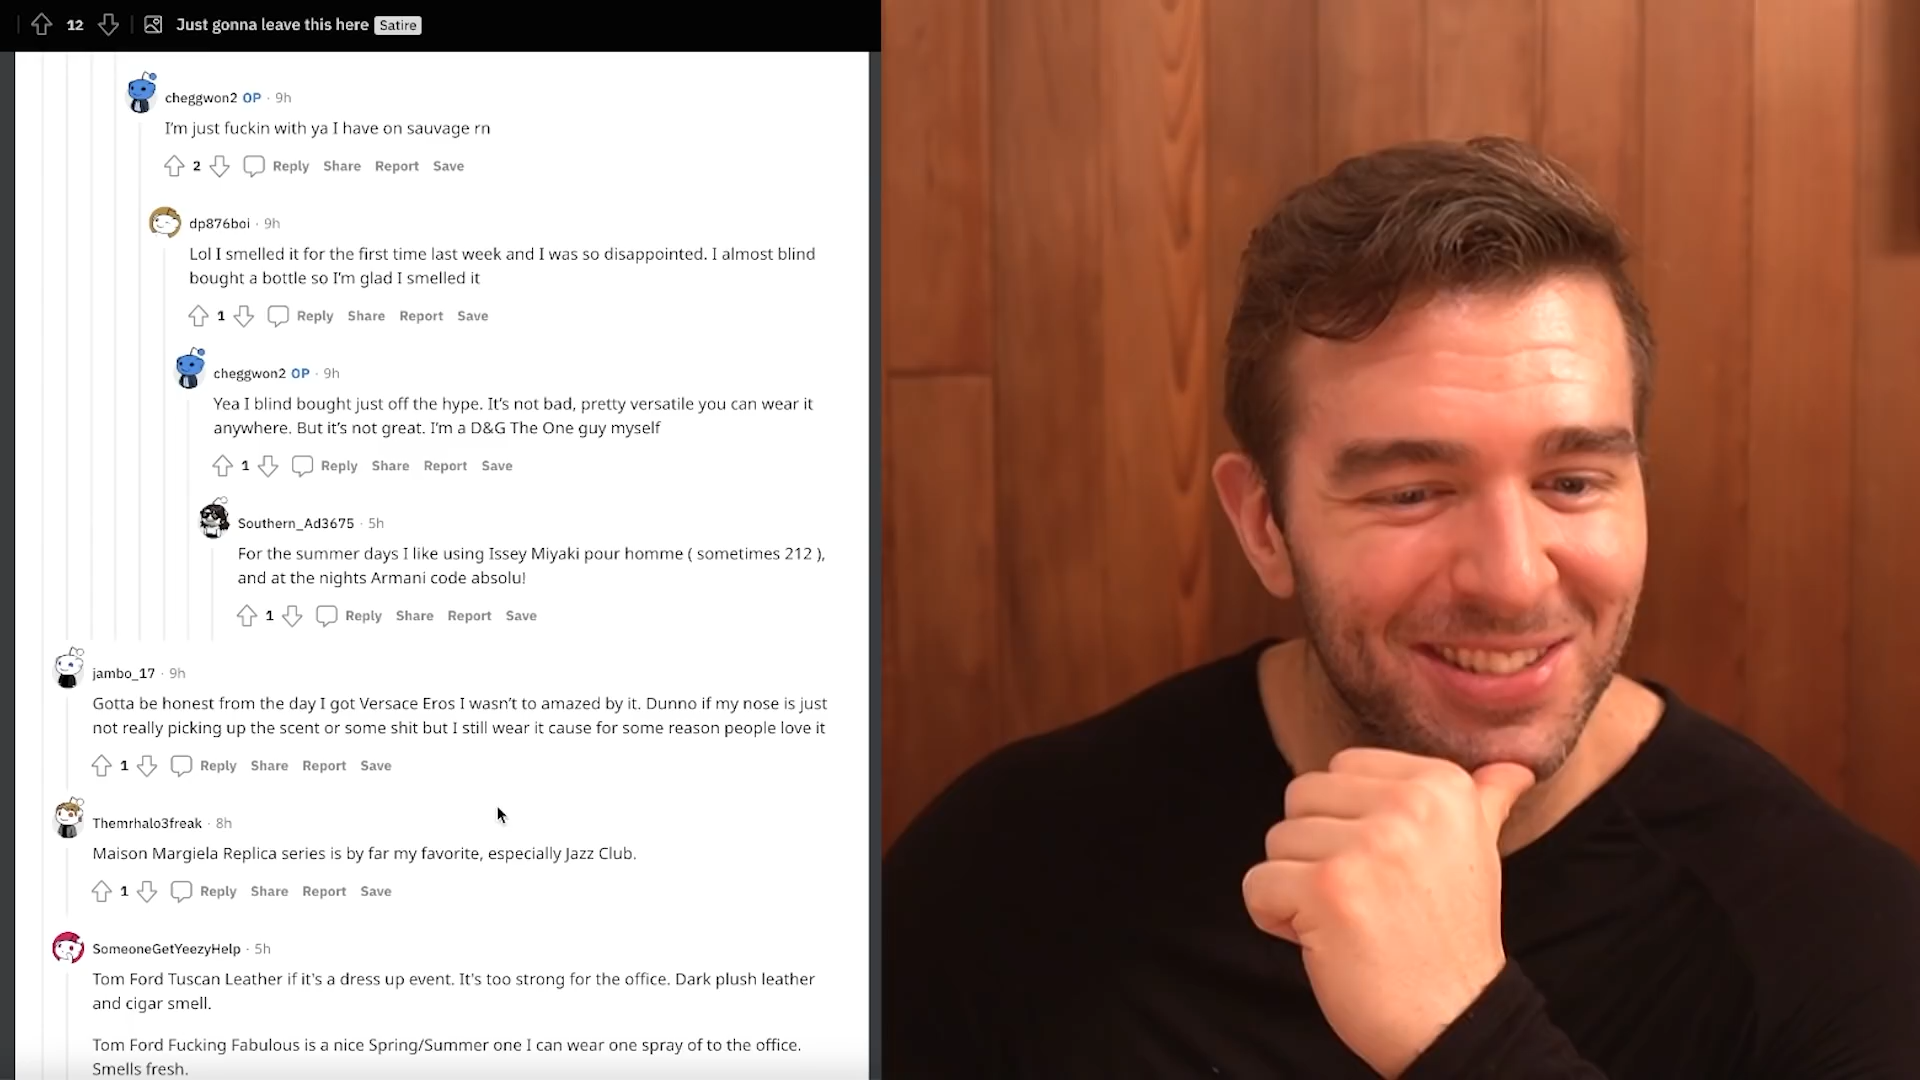 12 Just gonna leave this here Satire
cheggwon2 OP · 9h
I'm just fuckin with ya I have on sauvage rn
2 Reply Share Report Save
dp876boi · 9h
Lol I smelled it for the first time last week and I was so disappointed. I almost blind
bought a bottle so I'm glad I smelled it
1 Reply Share Report Save
cheggwon2 OP · 9h
Yea I blind bought just off the hype. It's not bad, pretty versatile you can wear it
anywhere. But it's not great. I'm a D&G The One guy myself
1 Reply Share Report Save
Southern_Ad3675 · 5h
For the summer days I like using Issey Miyaki pour homme ( sometimes 212 ),
and at the nights Armani code absolu!
1 Reply Share Report Save
jambo_17 · 9h
Gotta be honest from the day I got Versace Eros I wasn't to amazed by it. Dunno if my nose is just
not really picking up the scent or some shit but I still wear it cause for some reason people love it
1 Reply Share Report Save
Themrhalo3freak · 8h
Maison Margiela Replica series is by far my favorite, especially Jazz Club.
1 Reply Share Report Save
SomeoneGetYeezyHelp · 5h
Tom Ford Tuscan Leather if it's a dress up event. It's too strong for the office. Dark plush leather
and cigar smell.
Tom Ford Fucking Fabulous is a nice Spring/Summer one I can wear one spray of to the office.
Smells fresh.